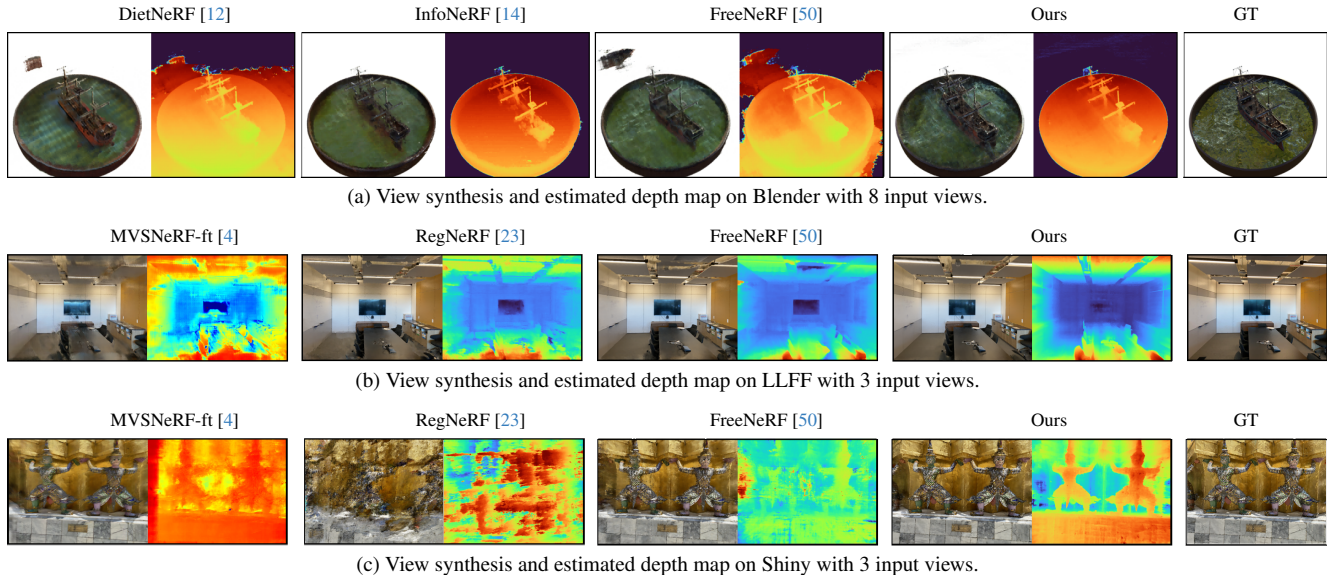 DietNeRF [12] InfoNeRF [14] FreeNeRF [50] Ours GT
(a) View synthesis and estimated depth map on Blender with 8 input views.
MVSNeRF-ft [4] RegNeRF [23] FreeNeRF [50] Ours GT
(b) View synthesis and estimated depth map on LLFF with 3 input views.
MVSNeRF-ft [4] RegNeRF [23] FreeNeRF [50] Ours GT
(c) View synthesis and estimated depth map on Shiny with 3 input views.